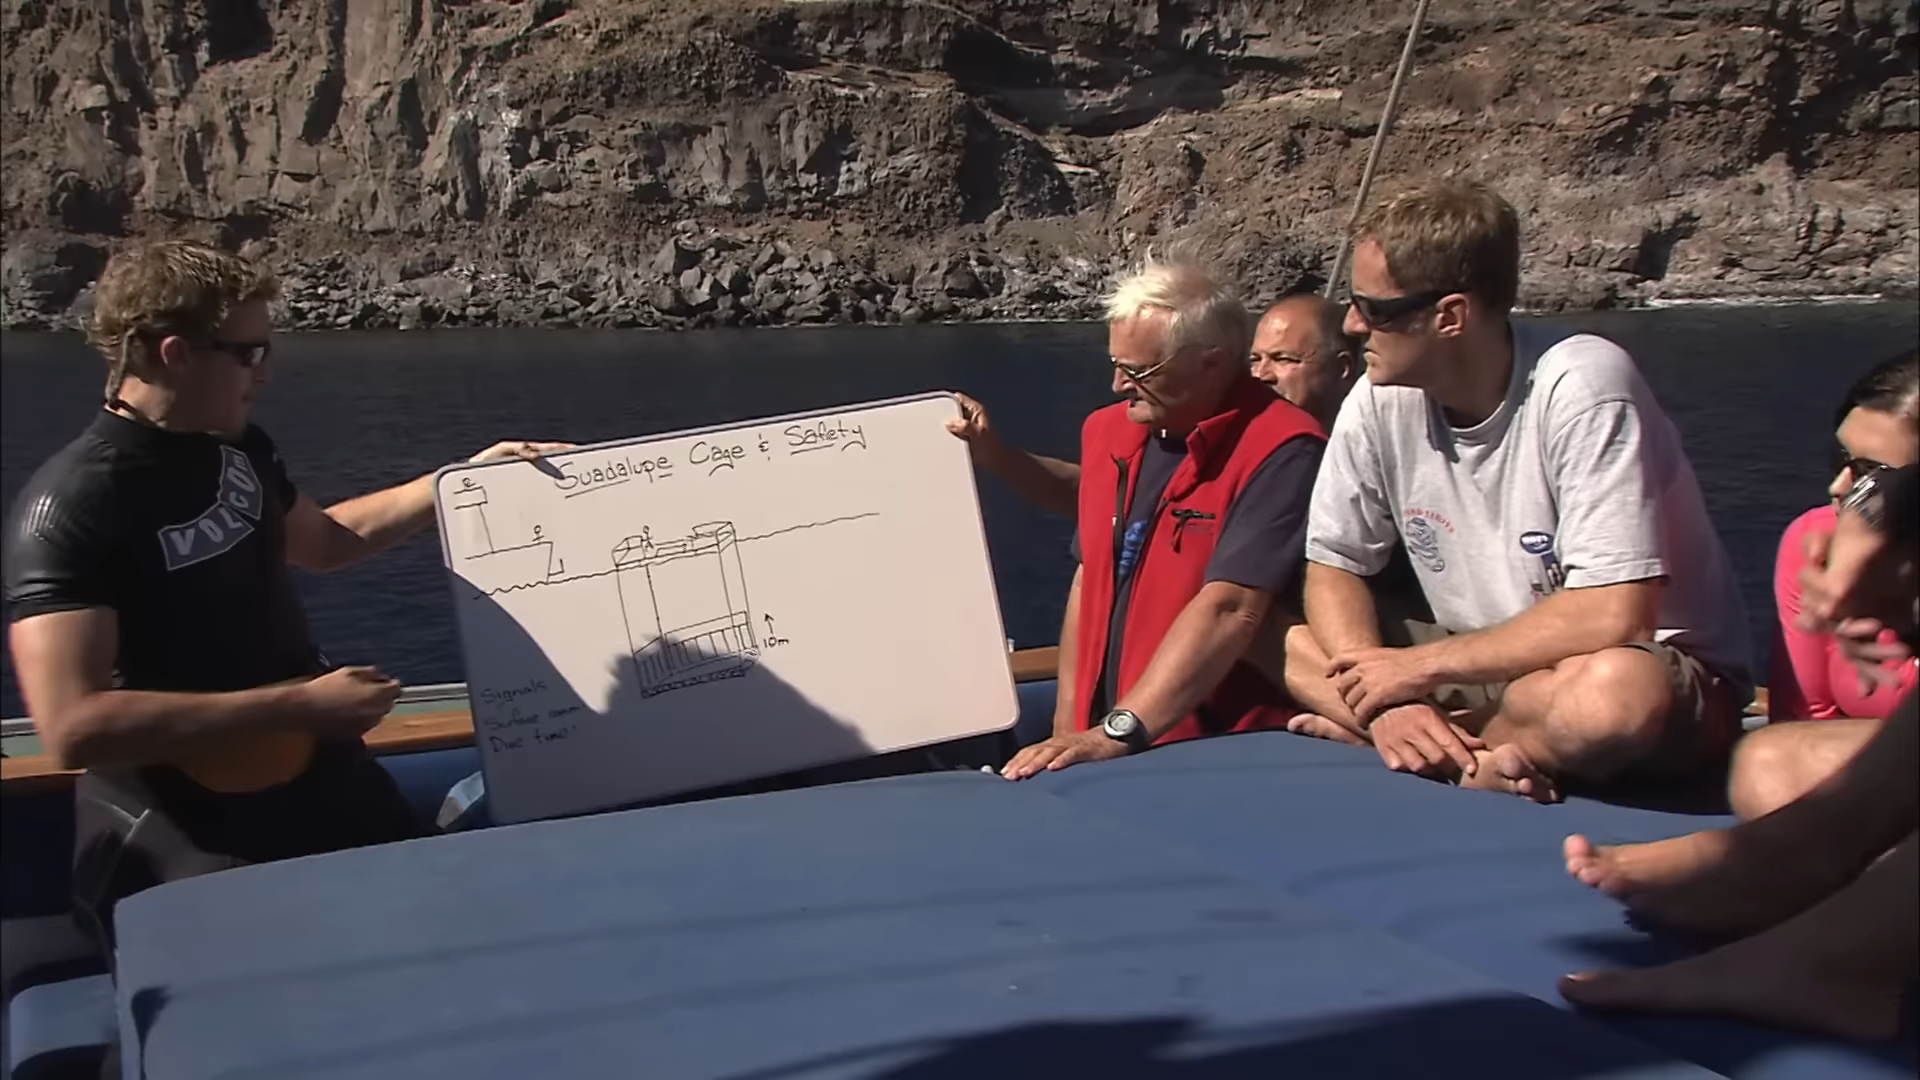 Guadalupe Cage & Safety
10m
Signals
Surface comm
Dive time!
VOLCOM